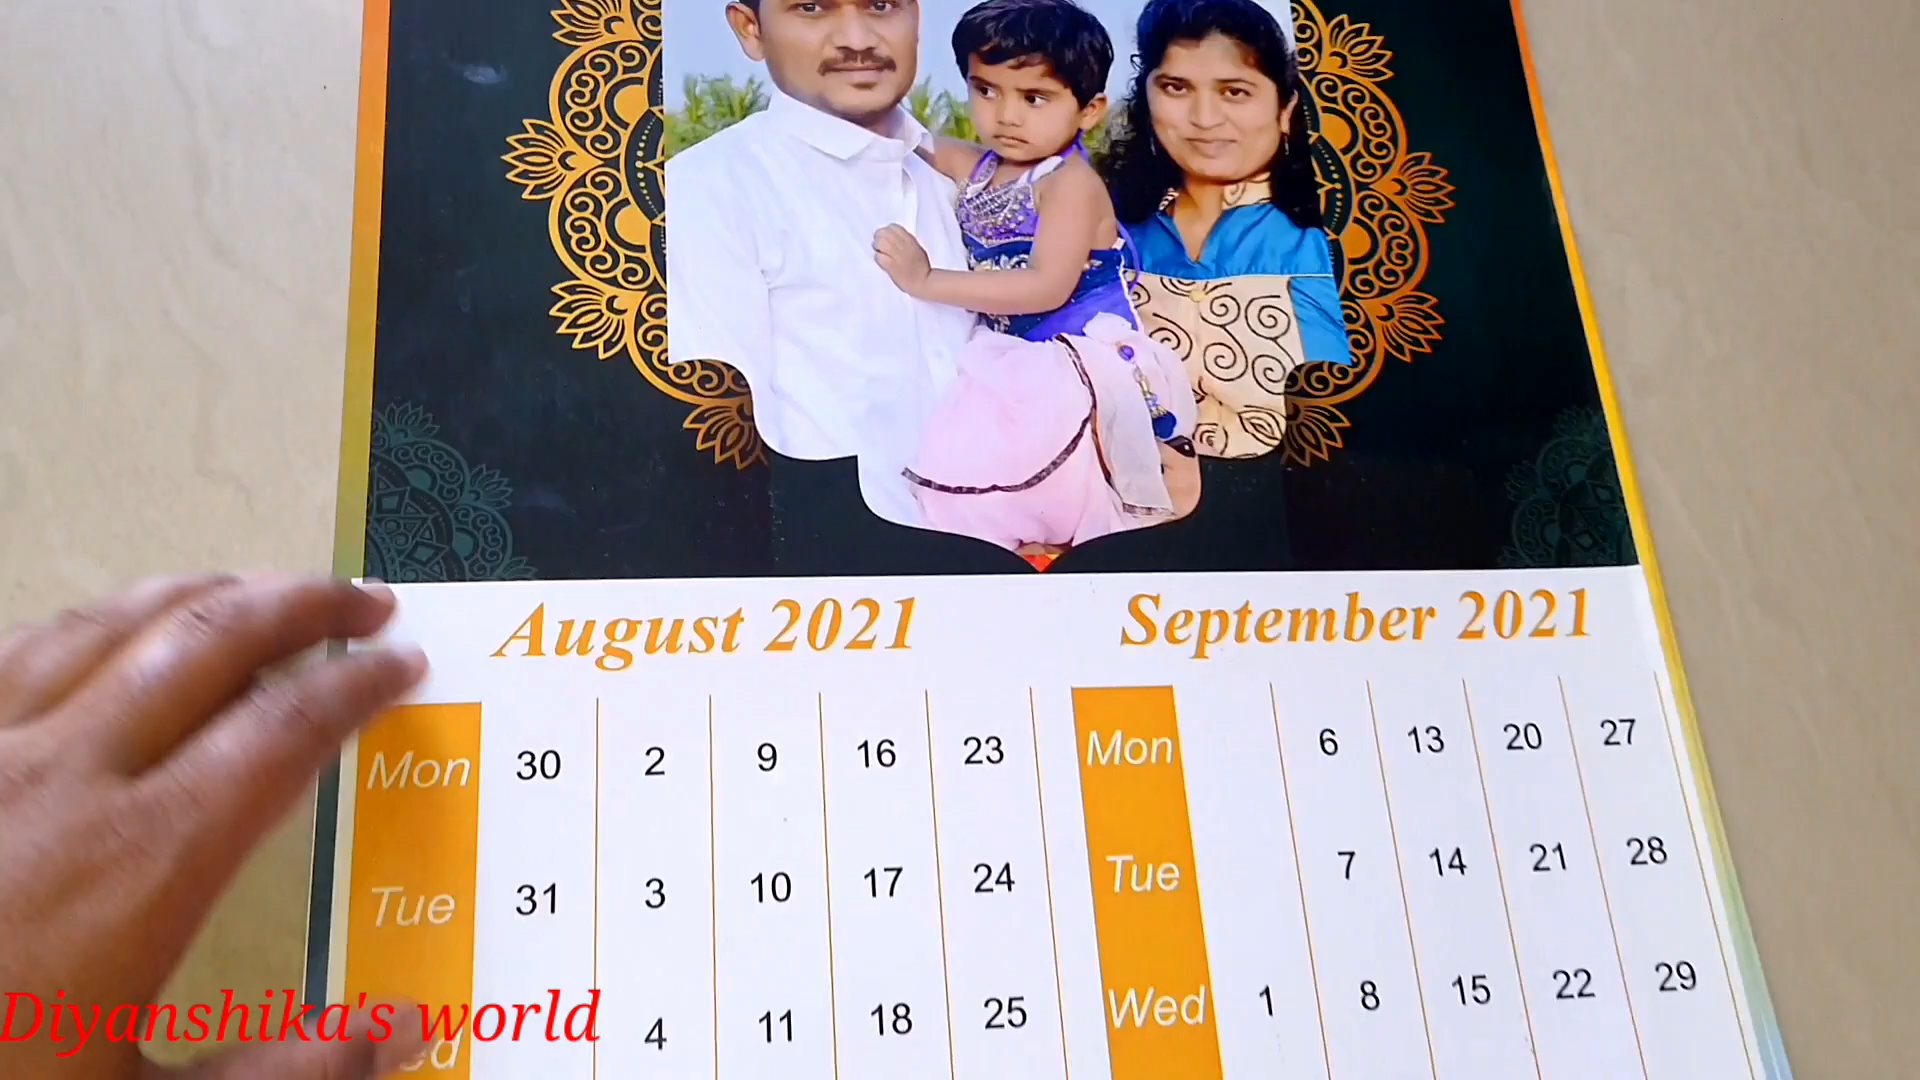 August 2021 September 2021
Mon 30 2 9 16 23 Mon 6 13 20 27
Tue 31 3 10 17 24 Tue 7 14 21 28
4 11 18 25 Wed 1 8 15 22 29
Diyanshika's world